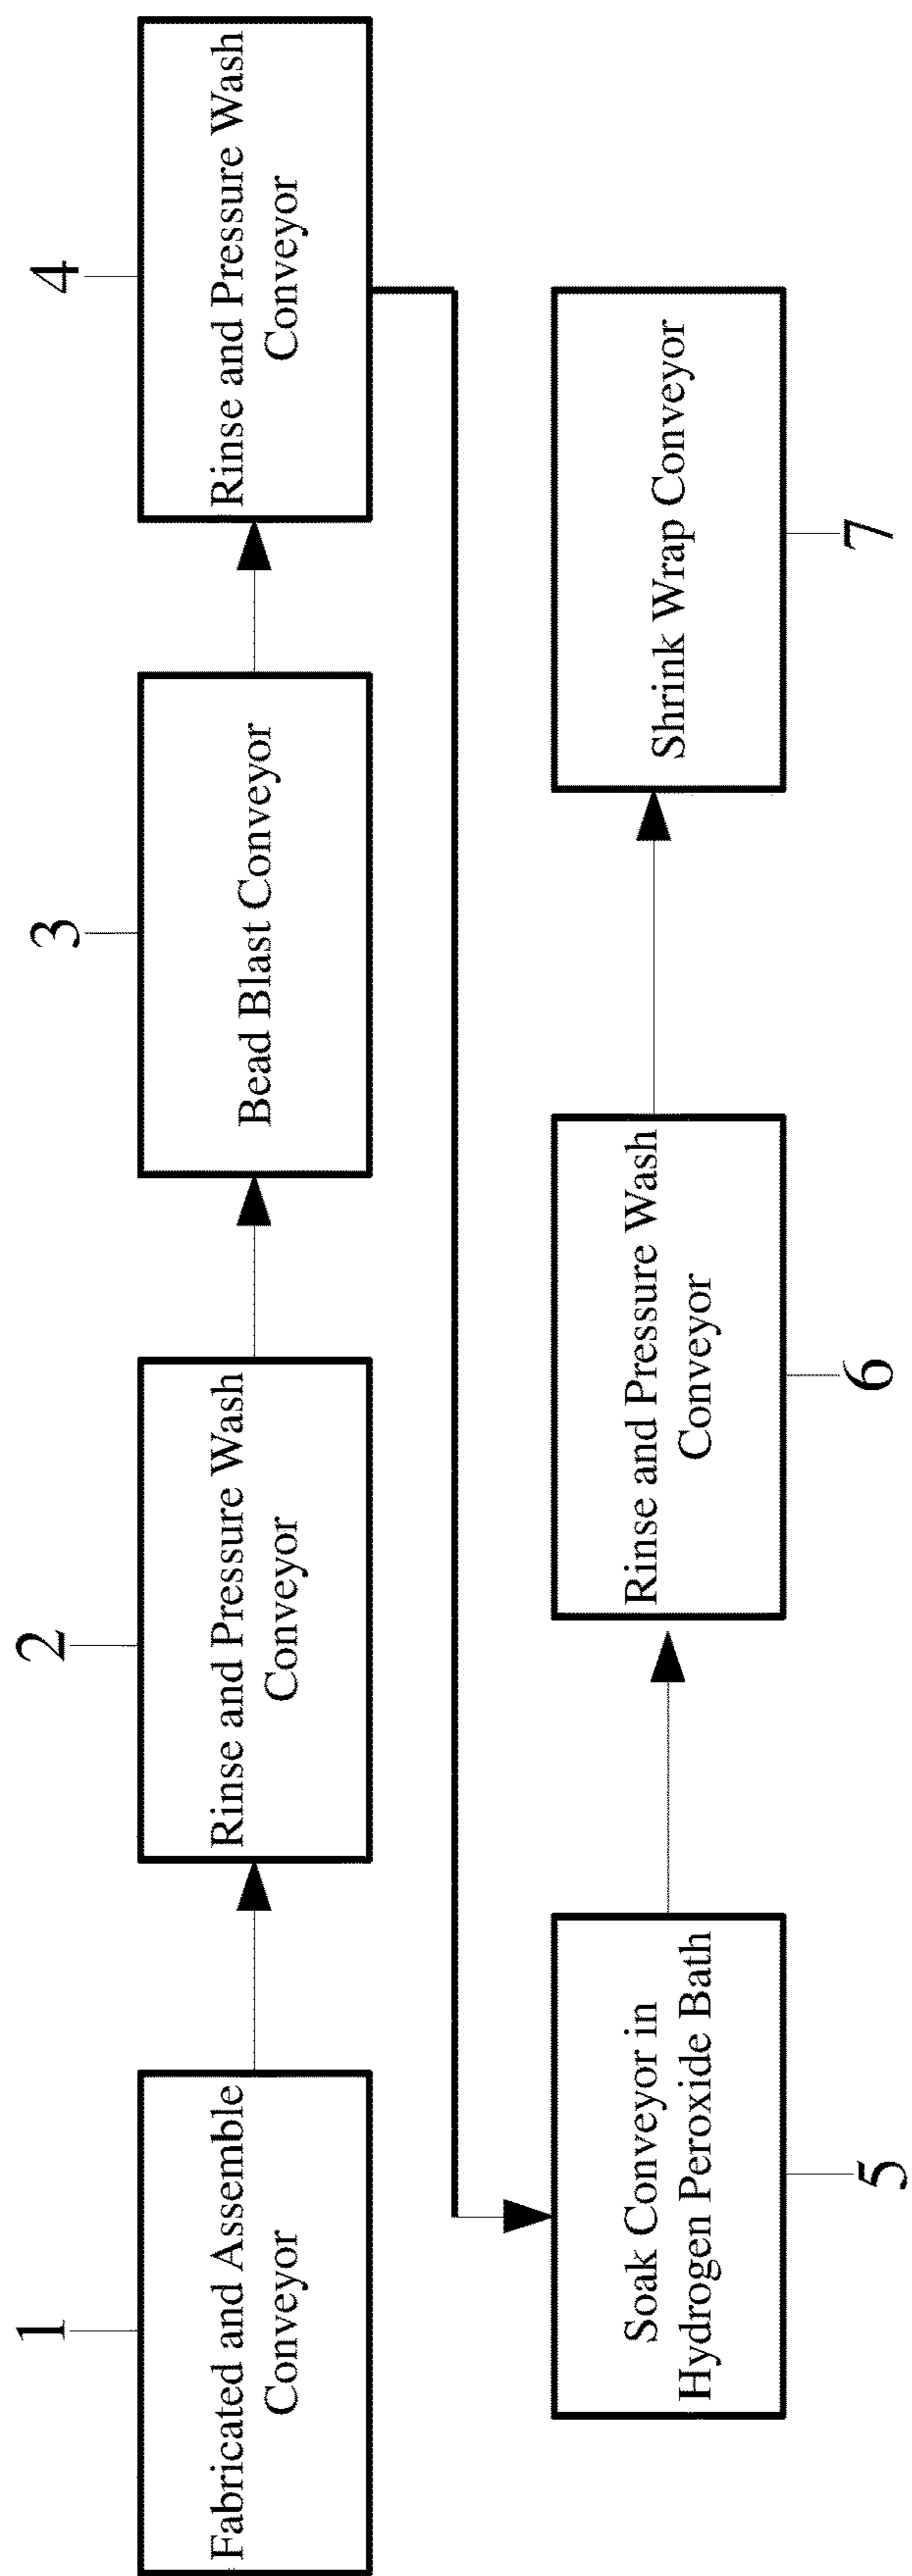 1
Fabricated and Assemble
Conveyor
2
Rinse and Pressure Wash
Conveyor
3
Bead Blast Conveyor
4
Rinse and Pressure Wash
Conveyor
Soak Conveyor in
Hydrogen Peroxide Bath
5
Rinse and Pressure Wash
Conveyor
6
Shrink Wrap Conveyor
7